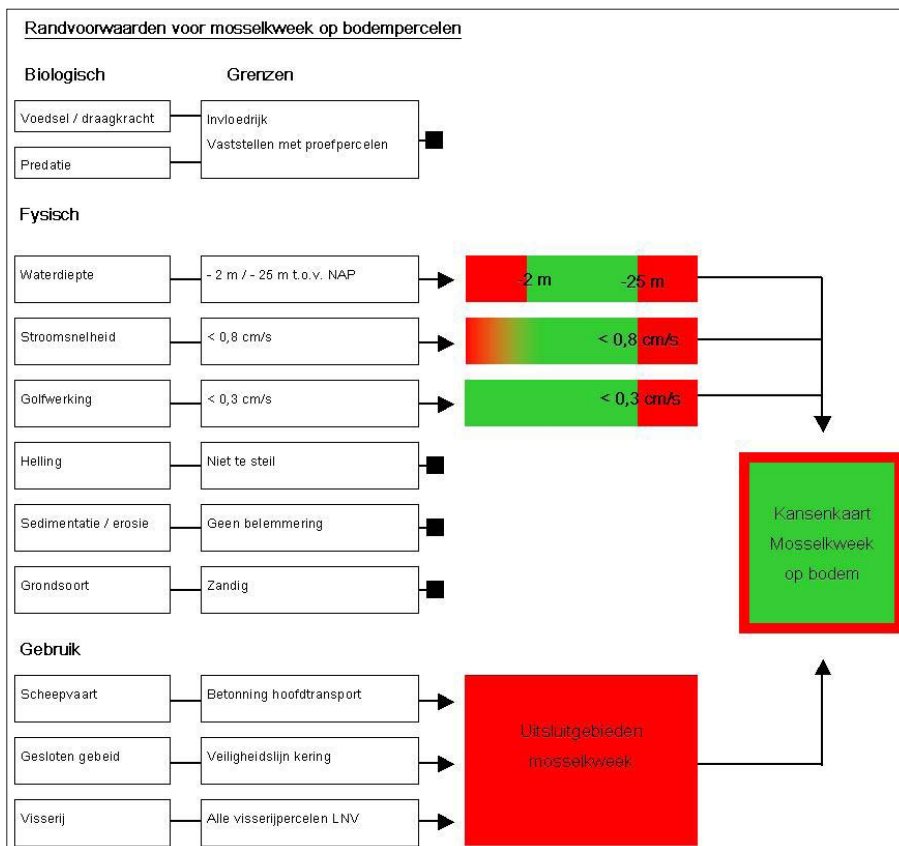 Randvoorwaarden voor mosselkweek op bodempercelen
Biologisch
Grenzen
Voedsel / draagkracht
Invloedrijk
Vaststellen met proefpercelen
Predatie
Fysisch
Waterdiepte
- 2 m / - 25 m t.o.v. NAP
-2 m
-25 m
Stroomsnelheid
< 0,8 cm/s
< 0,8 cm/s
Golfwerking
< 0,3 cm/s
< 0,3 cm/s
Helling
Niet te steil
Sedimentatie / erosie
Geen belemmering
Grondsoort
Zandig
Kansenkaart
Mosselkweek
op bodem
Gebruik
Scheepvaart
Betonning hoofdtransport
Gesloten gebeid
Veiligheidslijn kering
Visserij
Alle visserijpercelen LNV
Uitsluitgebieden
mosselkweek